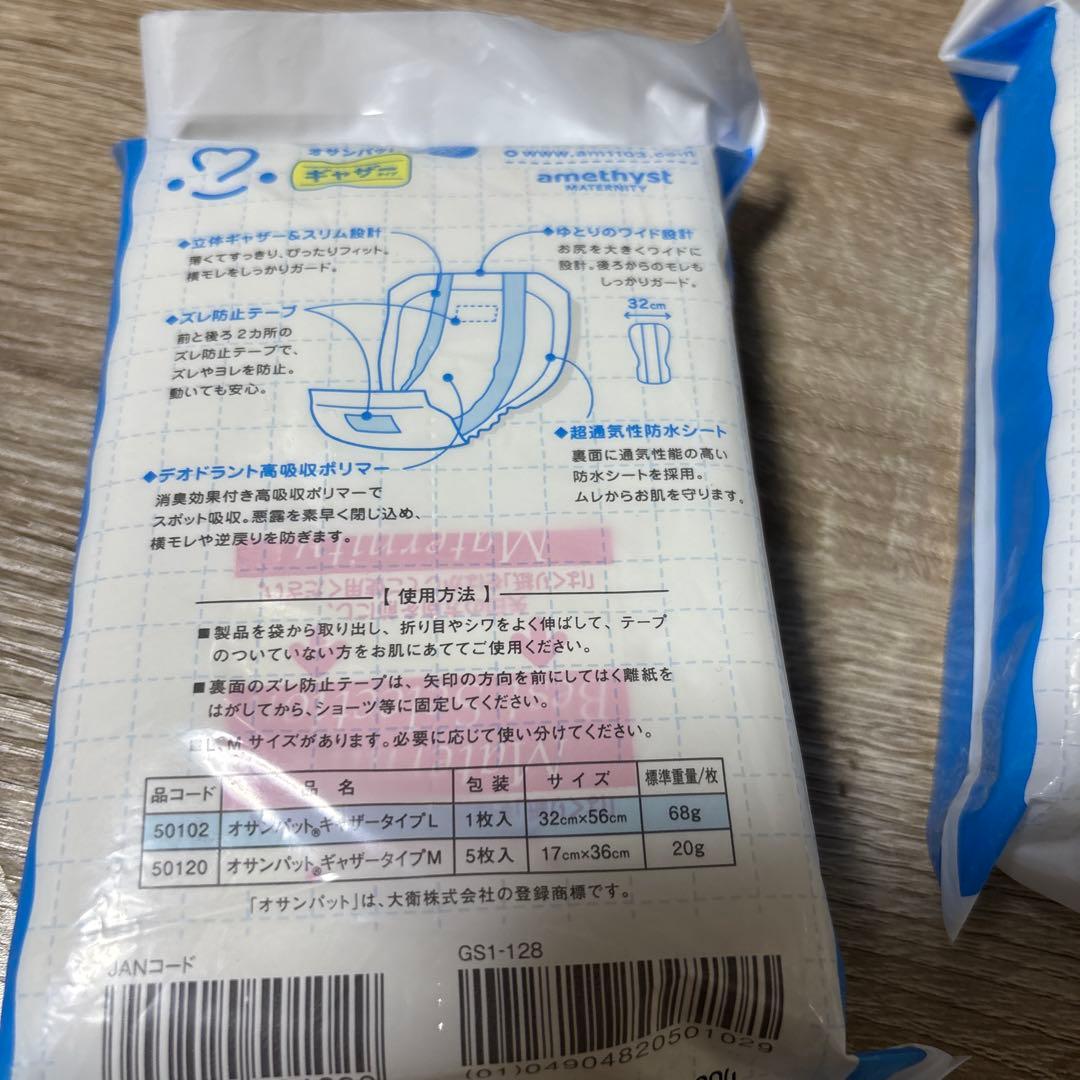 オサンパット
ギャザー
タイプ
amethyst
MATERNITY
◆立体ギャザー&スリム設計
薄くてすっきり、ぴったりフィット。
横モレをしっかりガード。
◆ゆとりのワイド設計
お尻を大きくワイドに
設計。後ろからのモレも
しっかりガード。
32cm
◆ズレ防止テープ
前と後ろ2カ所の
ズレ防止テープで、
ズレやヨレを防止。
動いても安心。
◆超通気性防水シート
裏面に通気性能の高い
防水シートを採用。
ムレからお肌を守ります。
◆デオドラント高吸収ポリマー
消臭効果付き高吸収ポリマーで
スポット吸収。悪露を素早く閉じ込め、
横モレや逆戻りを防ぎます。
Maternity
【使用方法】
■製品を袋から取り出し、折り目やシワをよく伸ばして、テープ
のついていない方をお肌にあててご使用ください。
■裏面のズレ防止テープは、矢印の方向を前にしてはく離紙を
はがしてから、ショーツ等に固定してください。
■L、Mサイズがあります。必要に応じて使い分けてください。
品コード 品名 包装 サイズ 標準重量/枚
50102 オサンパット®ギャザータイプL 1枚入 32cm×56cm 68g
50120 オサンパット®ギャザータイプM 5枚入 17cm×36cm 20g
「オサンパット」は、大衛株式会社の登録商標です。
JANコード
GS1-128
(01)04904820501029